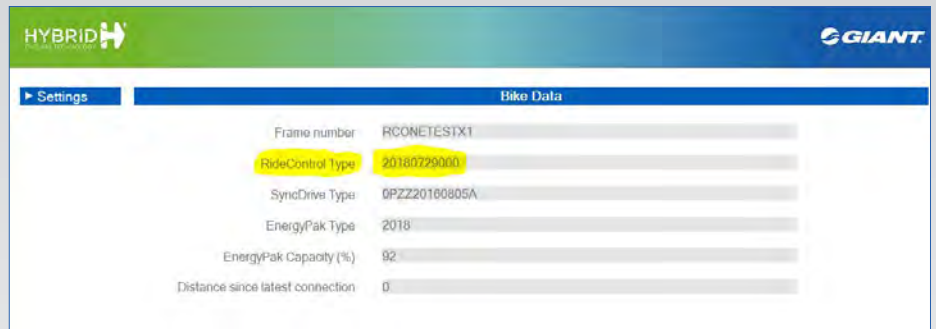 HYBRID
GIANT
Settings
Bike Data
Frame number RCONETESTX1
RideControl Type 20180729000
SyncDrive Type 0PZZ20160805A
EnergyPak Type 2018
EnergyPak Capacity (%) 92
Distance since latest connection 0